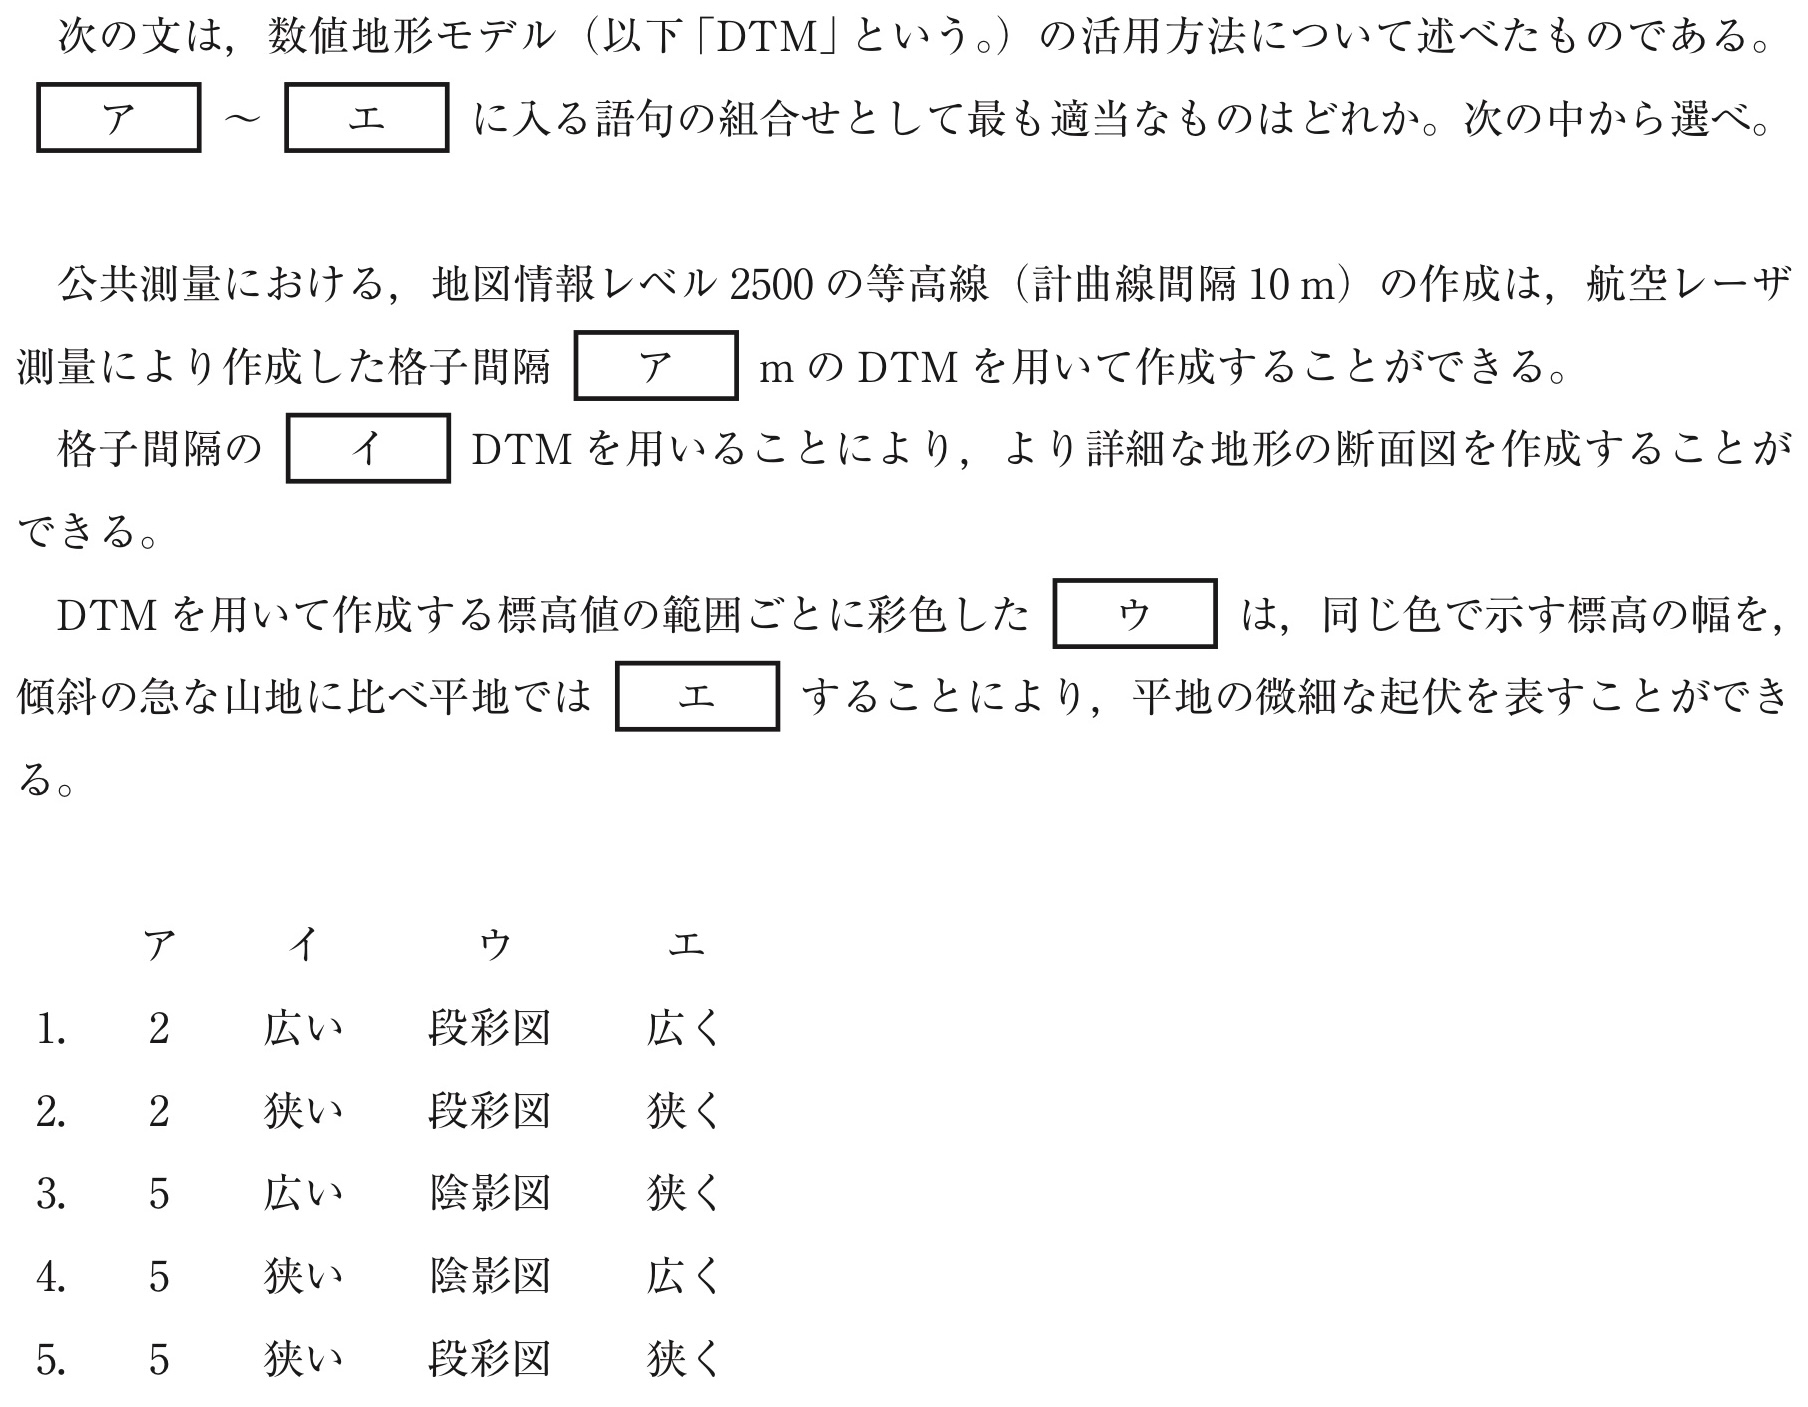 次の文は，数値地形モデル（以下「DTM」という。）の活用方法について述べたものである。
ア ～ エ に入る語句の組合せとして最も適当なものはどれか。次の中から選べ。
公共測量における，地図情報レベル 2500 の等高線（計曲線間隔 10 m）の作成は，航空レーザ
測量により作成した格子間隔 ア m の DTM を用いて作成することができる。
格子間隔の イ DTM を用いることにより，より詳細な地形の断面図を作成することが
できる。
DTM を用いて作成する標高値の範囲ごとに彩色した ウ は，同じ色で示す標高の幅を，
傾斜の急な山地に比べ平地では エ することにより，平地の微細な起伏を表すことができ
る。
ア イ ウ エ
1. 2 広い 段彩図 広く
2. 2 狭い 段彩図 狭く
3. 5 広い 陰影図 狭く
4. 5 狭い 陰影図 広く
5. 5 狭い 段彩図 狭く